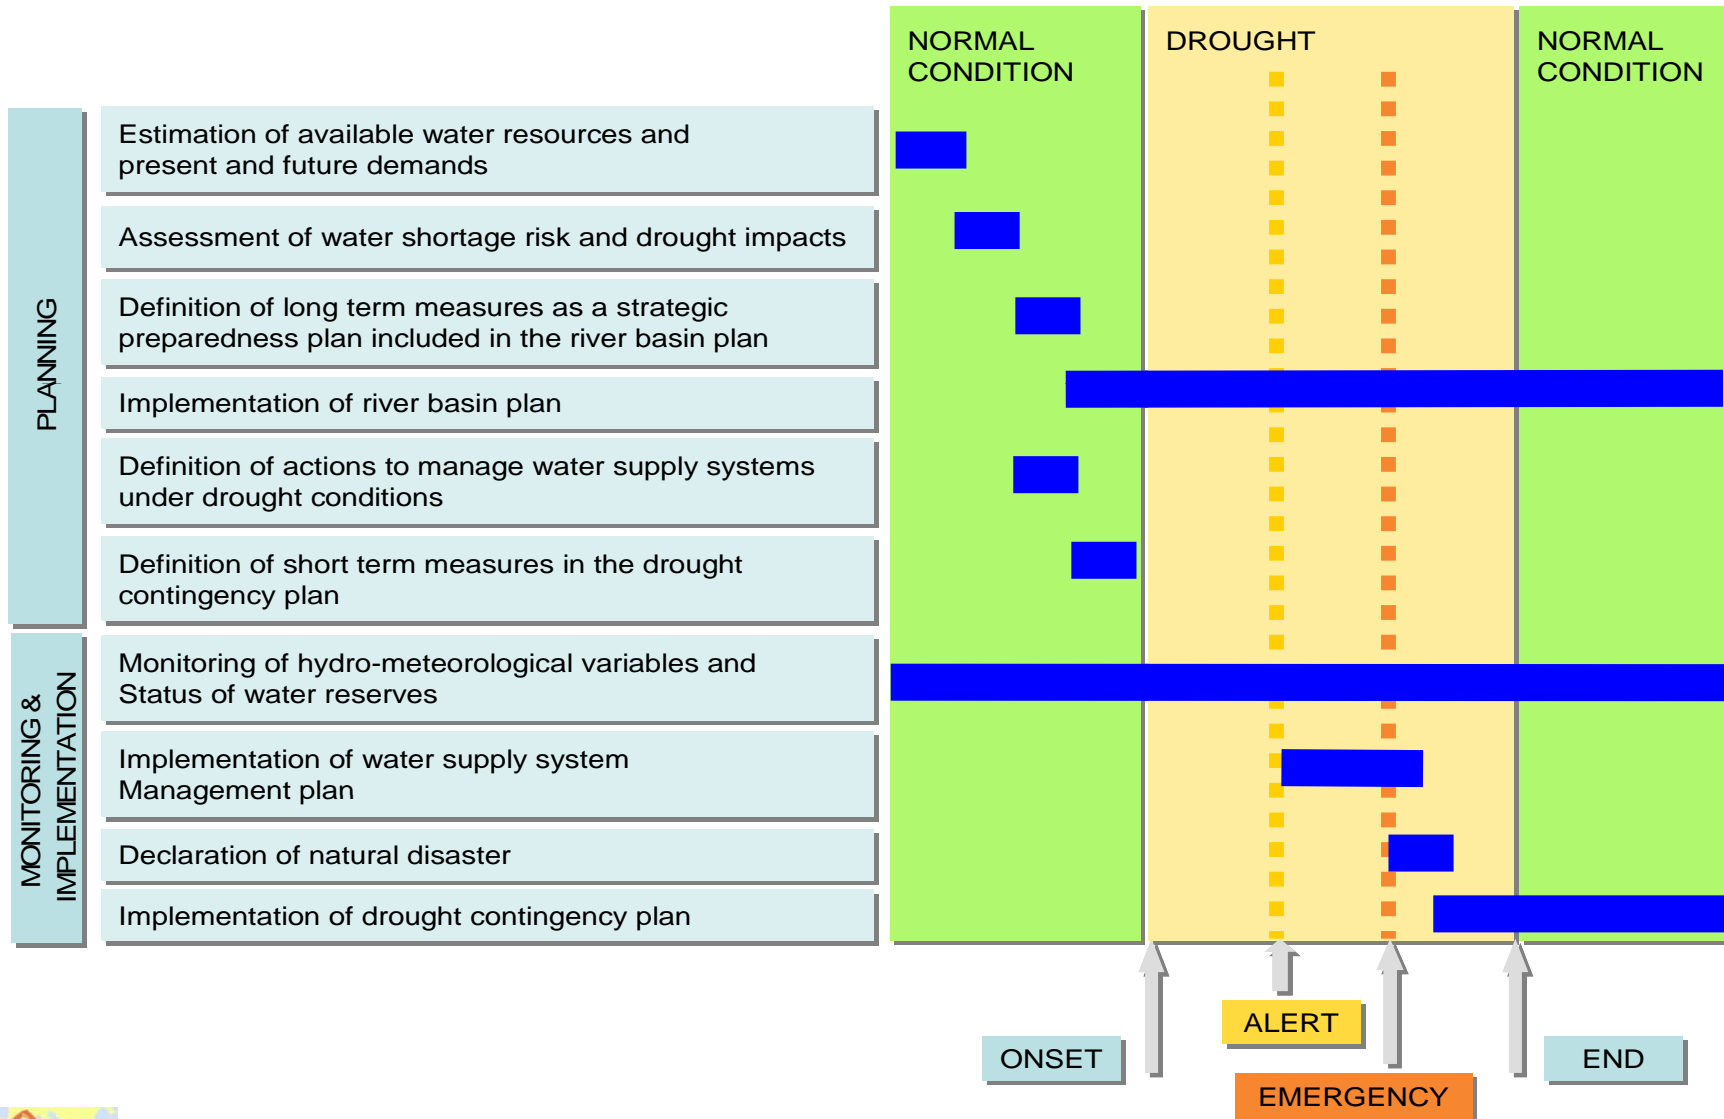 NORMAL
CONDITION
DROUGHT
NORMAL
CONDITION
PLANNING
Estimation of available water resources and
present and future demands
Assessment of water shortage risk and drought impacts
Definition of long term measures as a strategic
preparedness plan included in the river basin plan
Implementation of river basin plan
Definition of actions to manage water supply systems
under drought conditions
Definition of short term measures in the drought
contingency plan
MONITORING &
IMPLEMENTATION
Monitoring of hydro-meteorological variables and
Status of water reserves
Implementation of water supply system
Management plan
Declaration of natural disaster
Implementation of drought contingency plan
ALERT
ONSET
END
EMERGENCY